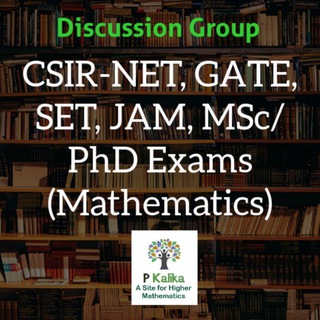 Discussion Group
CSIR-NET, GATE,
SET, JAM, MSc/
PhD Exams
(Mathematics)
P Kalika
A Site for Higher
Mathematics